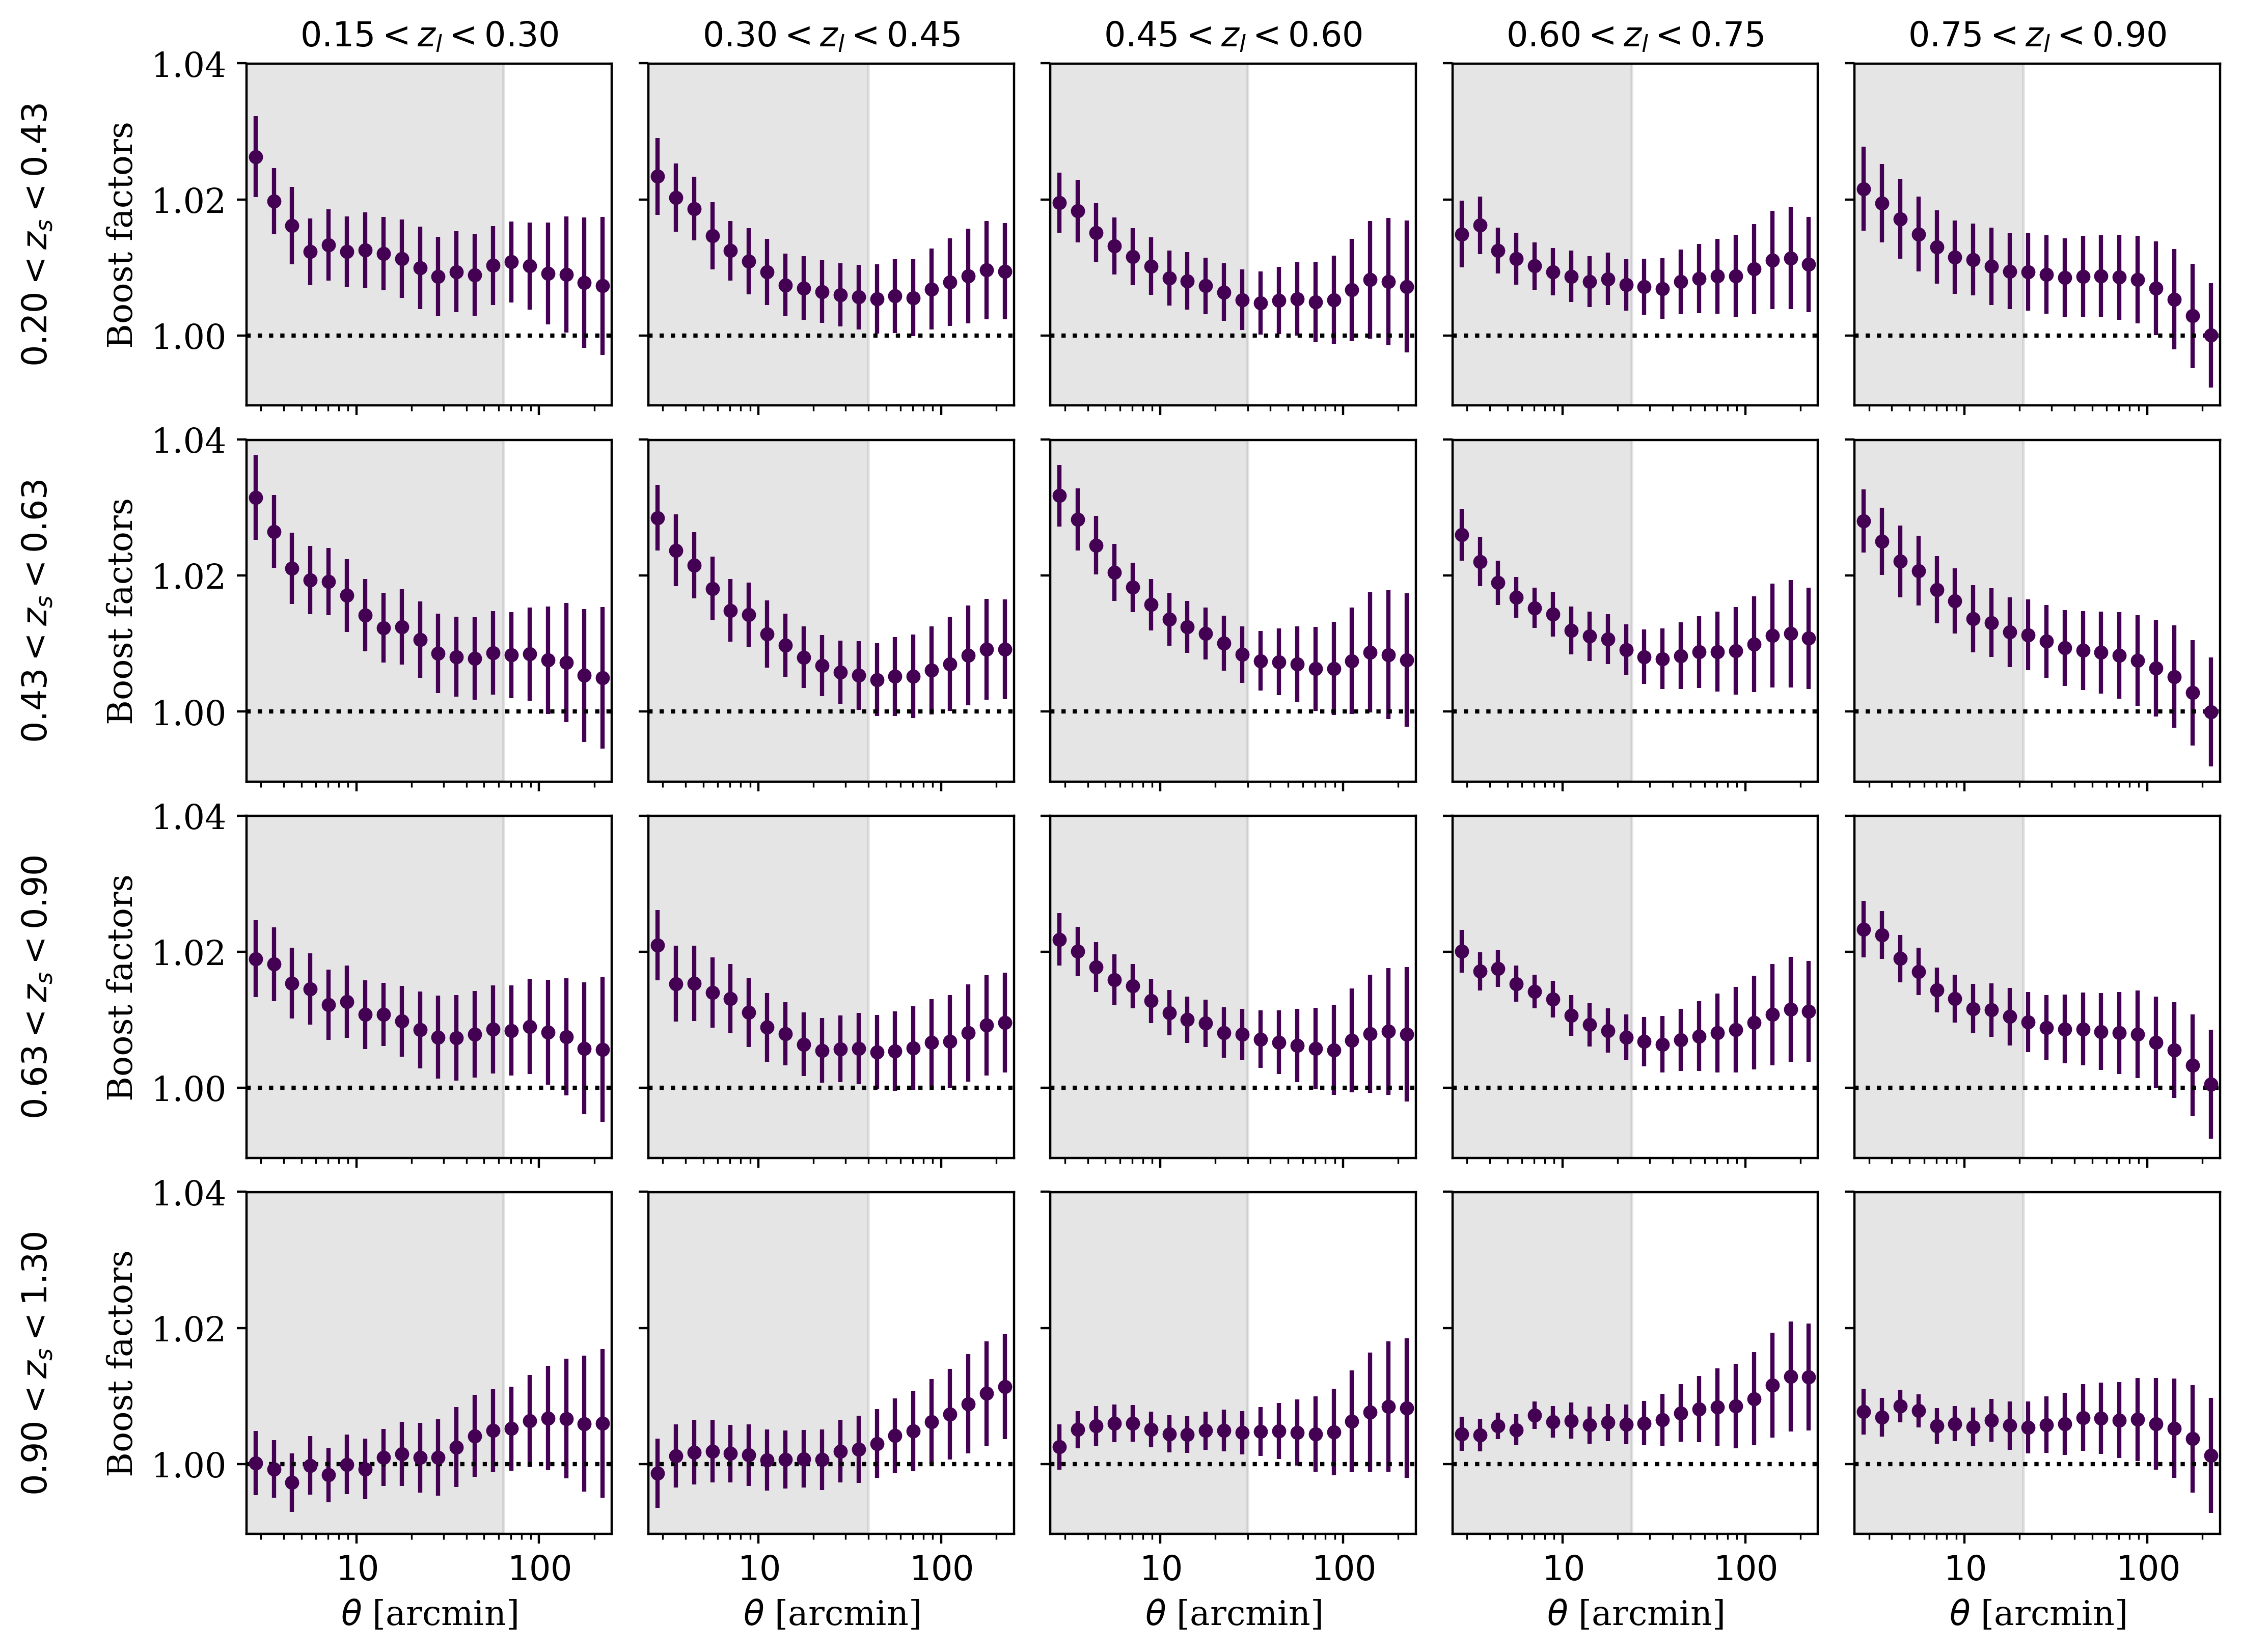 0.15 < z_l < 0.30
0.30 < z_l < 0.45
0.45 < z_l < 0.60
0.60 < z_l < 0.75
0.75 < z_l < 0.90
0.20 < z_s < 0.43
Boost factors
1.04
1.02
1.00
0.43 < z_s < 0.63
Boost factors
1.04
1.02
1.00
0.63 < z_s < 0.90
Boost factors
1.04
1.02
1.00
0.90 < z_s < 1.30
Boost factors
1.04
1.02
1.00
10 100
10 100
10 100
10 100
10 100
θ [arcmin]
θ [arcmin]
θ [arcmin]
θ [arcmin]
θ [arcmin]